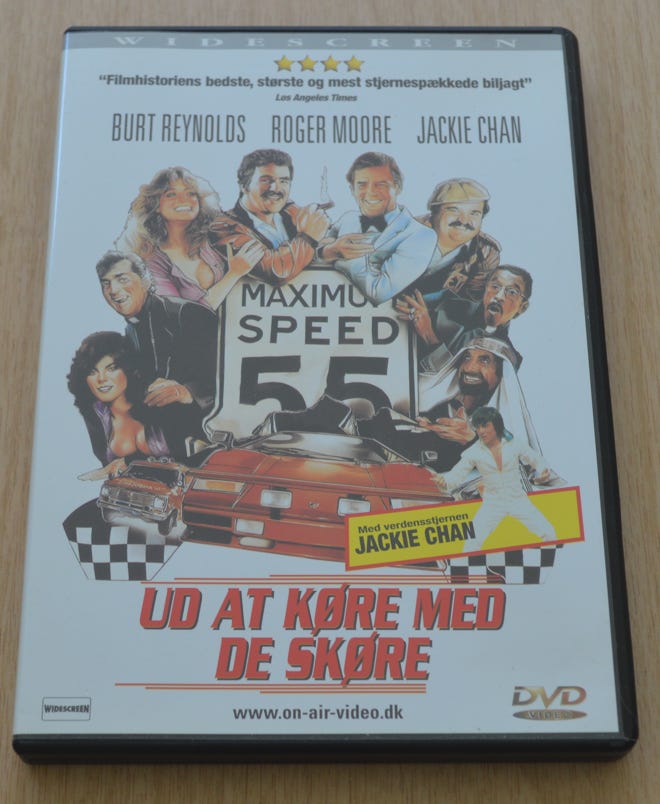 WIDESCREEN
“Filmhistoriens bedste, største og mest stjernespækkede biljagt”
Los Angeles Times
BURT REYNOLDS ROGER MOORE JACKIE CHAN
MAXIMUM
SPEED
55
Med verdensstjernen
JACKIE CHAN
UD AT KØRE MED
DE SKØRE
WIDESCREEN
www.on-air-video.dk
DVD
VIDEO